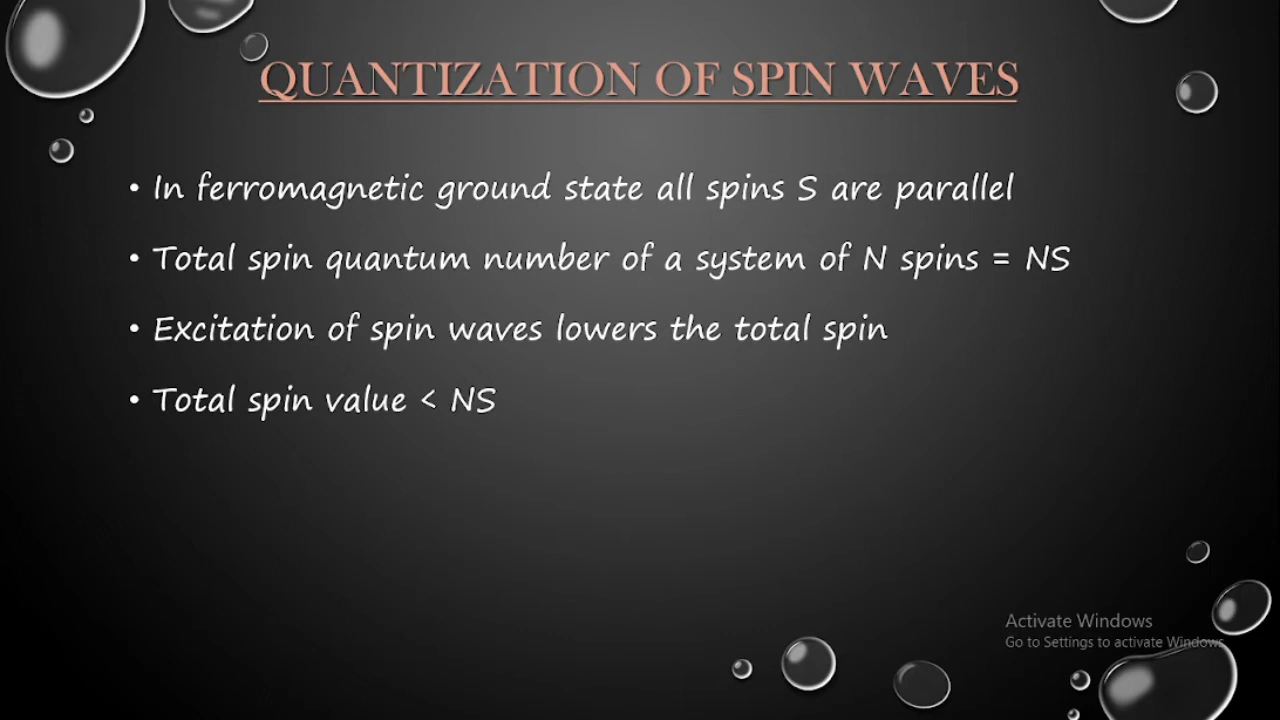 QUANTIZATION OF SPIN WAVES
• In ferromagnetic ground state all spins S are parallel
• Total spin quantum number of a system of N spins = NS
• Excitation of spin waves lowers the total spin
• Total spin value < NS
Activate Windows
Go to Settings to activate Windows